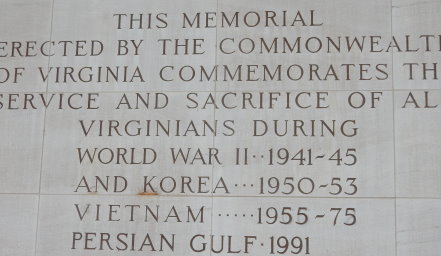 THIS MEMORIAL
ERECTED BY THE COMMONWEALT
OF VIRGINIA COMMEMORATES TH
SERVICE AND SACRIFICE OF AL
VIRGINIANS DURING
WORLD WAR II··1941-45
AND KOREA···1950-53
VIETNAM ·····1955-75
PERSIAN GULF·1991